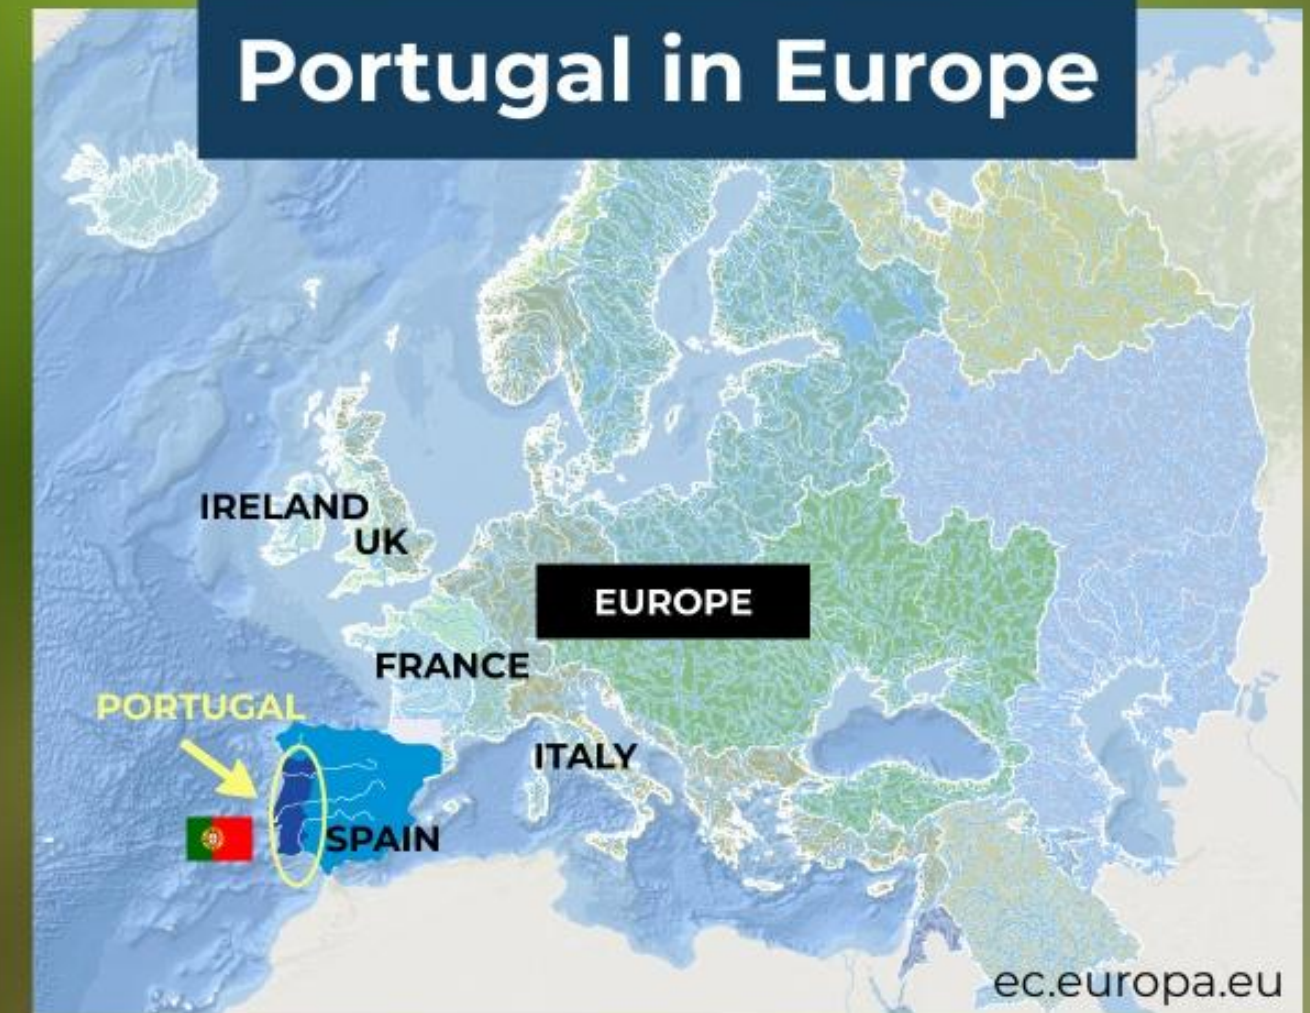 Portugal in Europe
IRELAND
UK
EUROPE
FRANCE
PORTUGAL
ITALY
SPAIN
ec.europa.eu